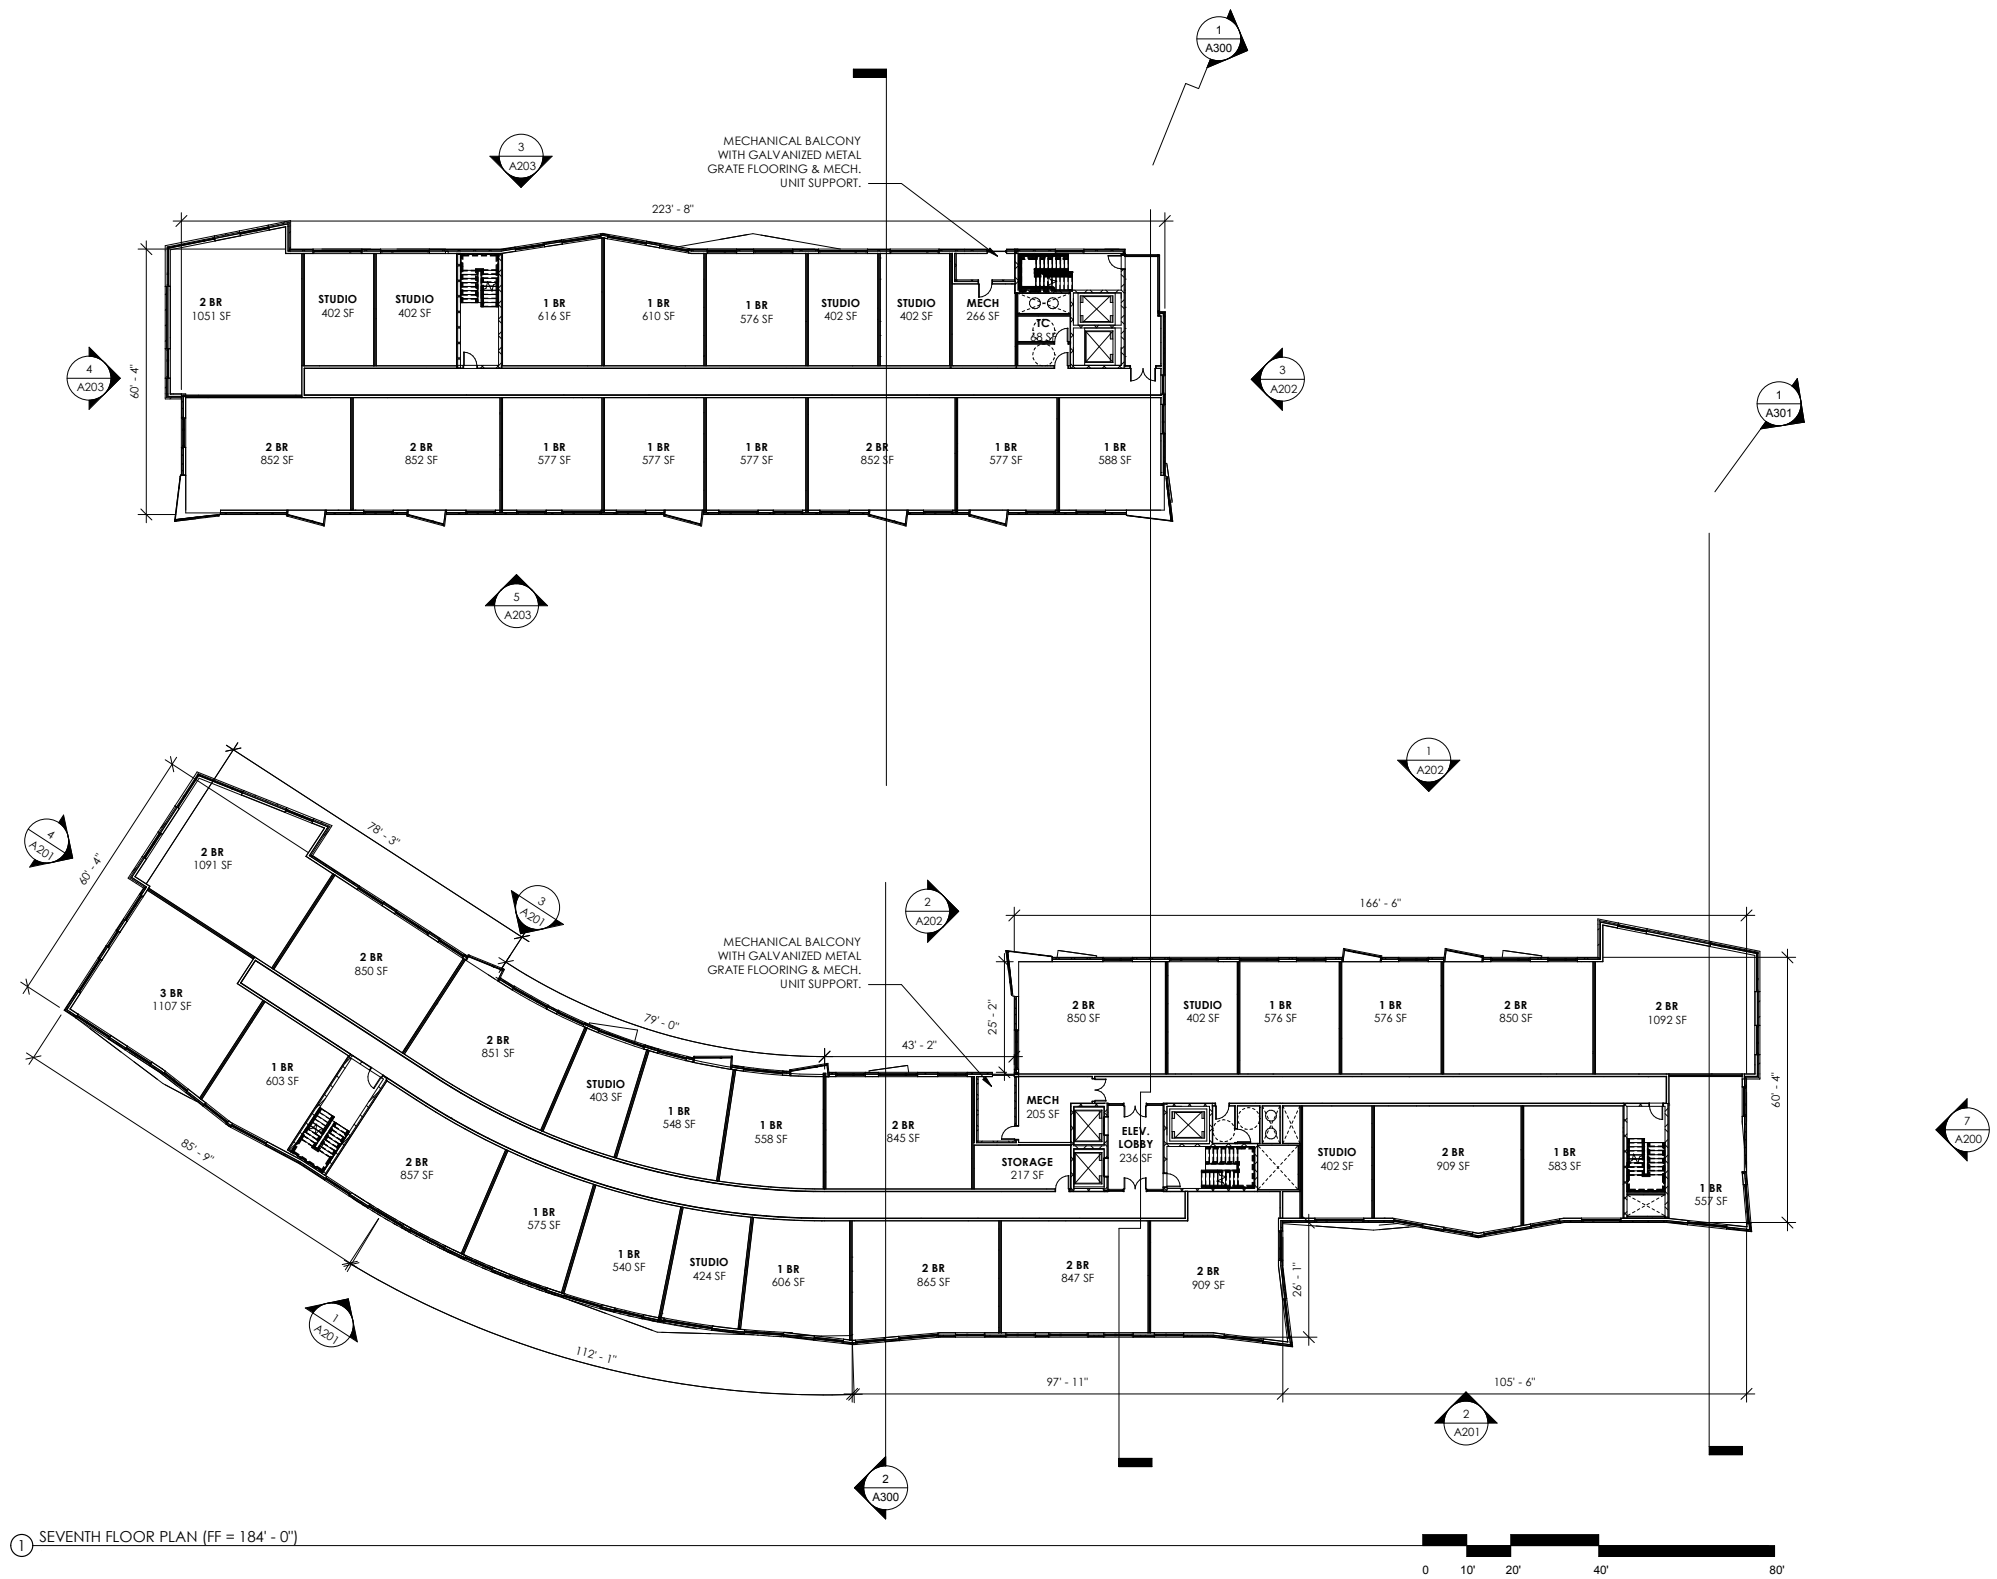 1
A300
MECHANICAL BALCONY
WITH GALVANIZED METAL
GRATE FLOORING & MECH.
UNIT SUPPORT.
3
A203
223' - 8"
2 BR
1051 SF
STUDIO
402 SF
STUDIO
402 SF
1 BR
616 SF
1 BR
610 SF
1 BR
576 SF
STUDIO
402 SF
STUDIO
402 SF
MECH
266 SF
TC
68 SF
4
A203
60' - 4"
3
A202
1
A301
2 BR
852 SF
2 BR
852 SF
1 BR
577 SF
1 BR
577 SF
1 BR
577 SF
2 BR
852 SF
1 BR
577 SF
1 BR
588 SF
5
A203
1
A202
4
A201
60' - 4"
78' - 3"
3
A201
2
A202
2 BR
1091 SF
3 BR
1107 SF
2 BR
850 SF
2 BR
851 SF
1 BR
603 SF
STUDIO
403 SF
1 BR
548 SF
1 BR
558 SF
2 BR
845 SF
79' - 0"
43' - 2"
25' - 2"
MECHANICAL BALCONY
WITH GALVANIZED METAL
GRATE FLOORING & MECH.
UNIT SUPPORT.
166' - 6"
2 BR
850 SF
STUDIO
402 SF
1 BR
576 SF
1 BR
576 SF
2 BR
850 SF
2 BR
1092 SF
60' - 4"
7
A200
MECH
205 SF
ELEV.
LOBBY
236 SF
STORAGE
217 SF
STUDIO
402 SF
2 BR
909 SF
1 BR
583 SF
1 BR
557 SF
85' - 9"
2 BR
857 SF
1 BR
575 SF
1 BR
540 SF
STUDIO
424 SF
1 BR
606 SF
2 BR
865 SF
2 BR
847 SF
2 BR
909 SF
26' - 1"
1
A201
112' - 1"
97' - 11"
105' - 6"
2
A201
2
A300
1
SEVENTH FLOOR PLAN (FF = 184' - 0")
0 10' 20' 40' 80'